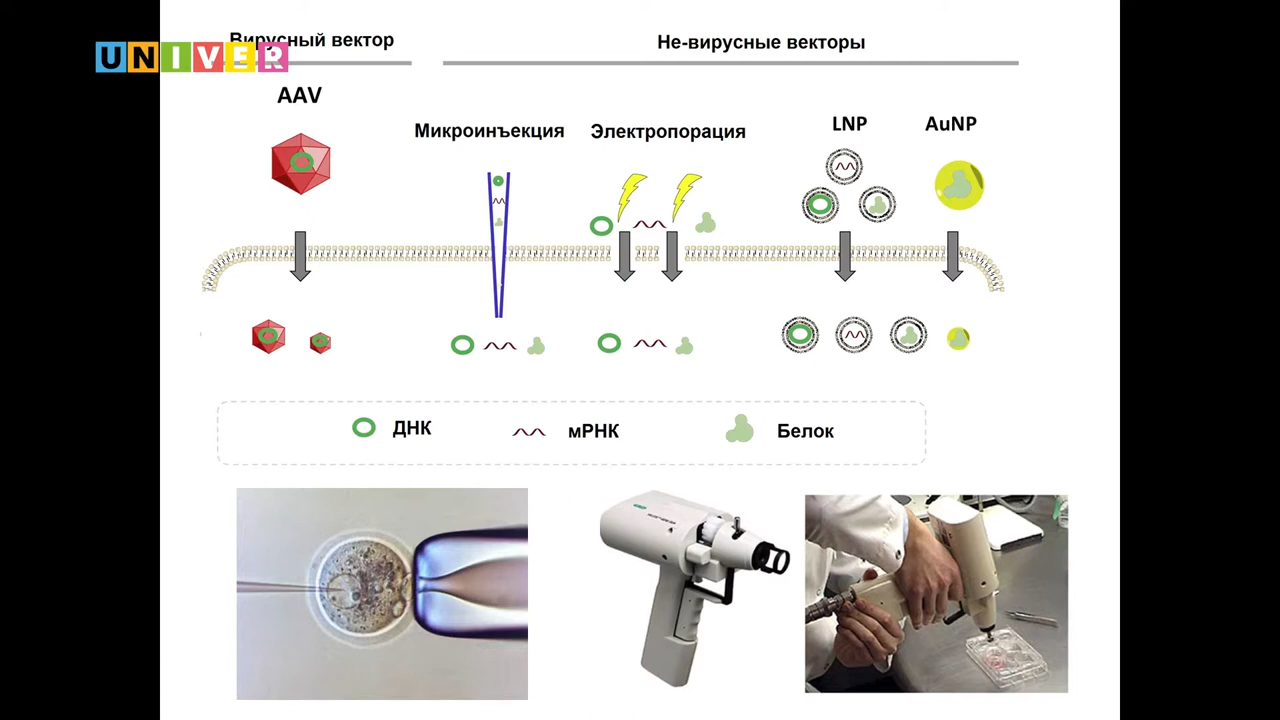 UNIVER
Вирусный вектор
Не-вирусные векторы
AAV
Микроинъекция
Электропорация
LNP
AuNP
ДНК
мРНК
Белок